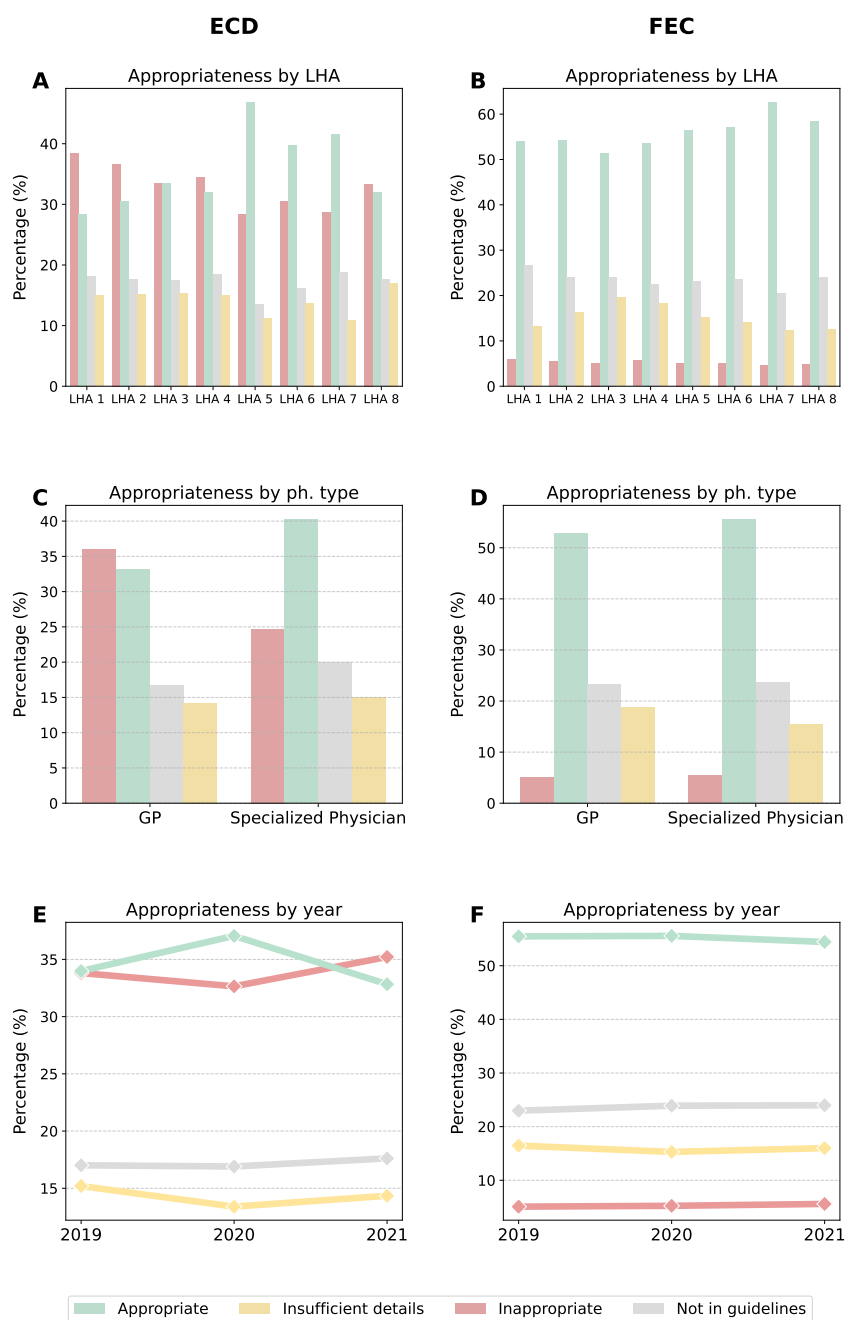 ECD
FEC
A
Appropriateness by LHA
Percentage (%)
40
30
20
10
0
LHA 1 LHA 2 LHA 3 LHA 4 LHA 5 LHA 6 LHA 7 LHA 8
B
Appropriateness by LHA
Percentage (%)
60
50
40
30
20
10
0
LHA 1 LHA 2 LHA 3 LHA 4 LHA 5 LHA 6 LHA 7 LHA 8
C
Appropriateness by ph. type
Percentage (%)
40
35
30
25
20
15
10
5
0
GP Specialized Physician
D
Appropriateness by ph. type
Percentage (%)
50
40
30
20
10
0
GP Specialized Physician
E
Appropriateness by year
Percentage (%)
35
30
25
20
15
2019 2020 2021
F
Appropriateness by year
Percentage (%)
50
40
30
20
10
2019 2020 2021
Appropriate Insufficient details Inappropriate Not in guidelines